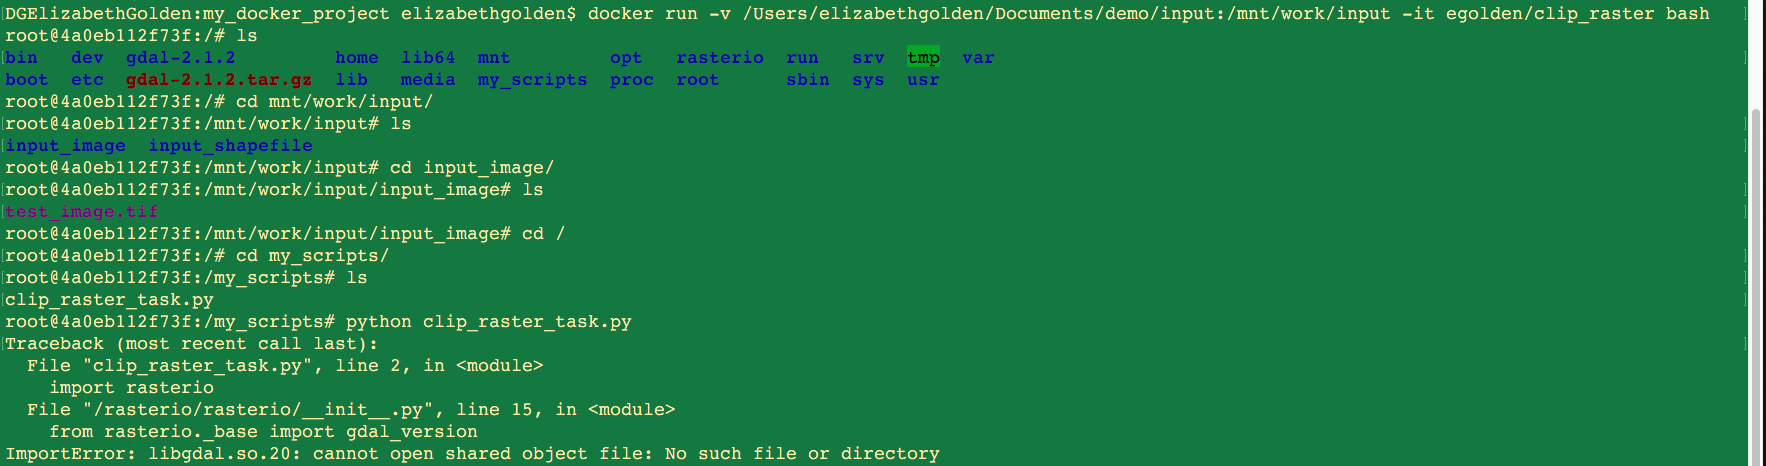 DGElizabethGolden:my_docker_project elizabethgolden$ docker run -v /Users/elizabethgolden/Documents/demo/input:/mnt/work/input -it egolden/clip_raster bash
root@4a0eb112f73f:/# ls
bin   dev  gdal-2.1.2         home  lib64  mnt         opt   rasterio  run   srv  tmp  var
boot  etc  gdal-2.1.2.tar.gz  lib   media  my_scripts  proc  root      sbin  sys  usr
root@4a0eb112f73f:/# cd mnt/work/input/
root@4a0eb112f73f:/mnt/work/input# ls
input_image  input_shapefile
root@4a0eb112f73f:/mnt/work/input# cd input_image/
root@4a0eb112f73f:/mnt/work/input/input_image# ls
test_image.tif
root@4a0eb112f73f:/mnt/work/input/input_image# cd /
root@4a0eb112f73f:/# cd my_scripts/
root@4a0eb112f73f:/my_scripts# ls
clip_raster_task.py
root@4a0eb112f73f:/my_scripts# python clip_raster_task.py
Traceback (most recent call last):
  File "clip_raster_task.py", line 2, in <module>
    import rasterio
  File "/rasterio/rasterio/__init__.py", line 15, in <module>
    from rasterio._base import gdal_version
ImportError: libgdal.so.20: cannot open shared object file: No such file or directory